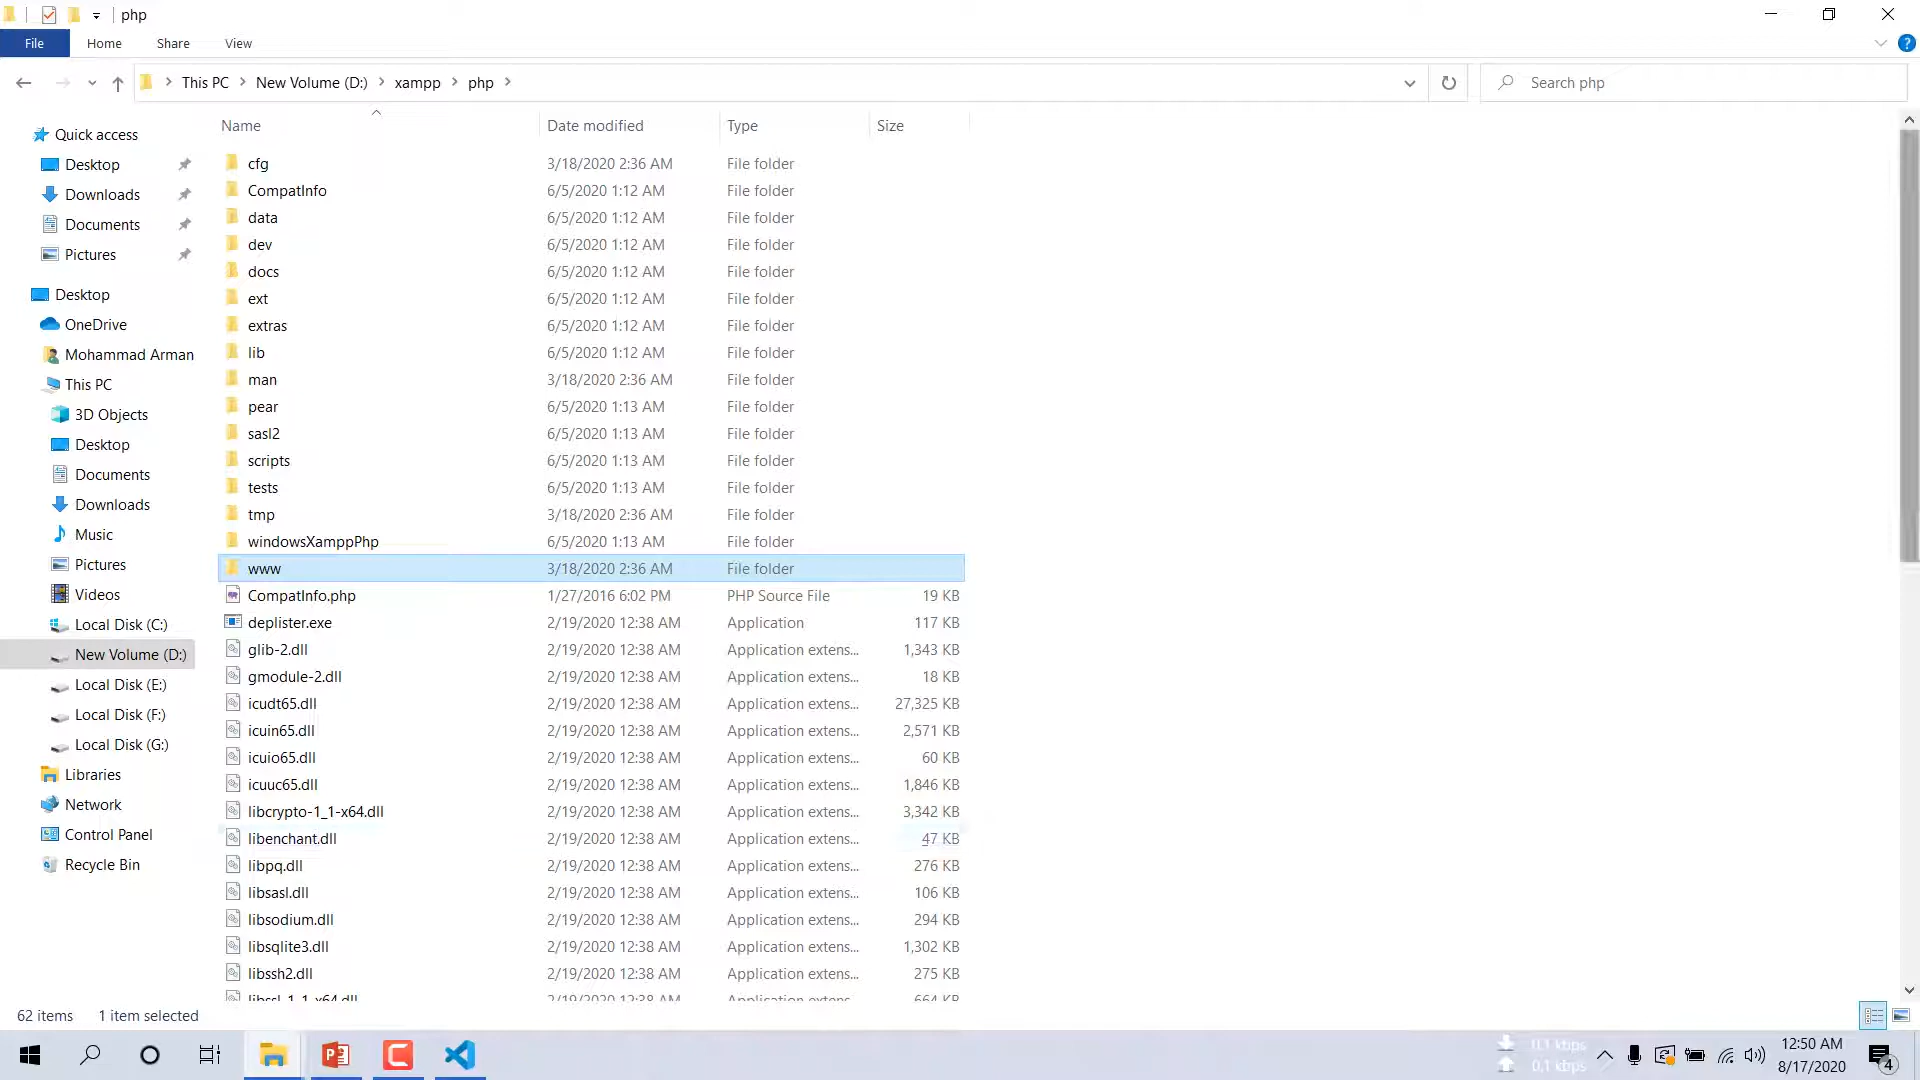 php
File Home Share View
This PC New Volume (D:) xampp php
Search php
Name Date modified Type Size
Quick access
Desktop
Downloads
Documents
Pictures
Desktop
OneDrive
Mohammad Arman
This PC
3D Objects
Desktop
Documents
Downloads
Music
Pictures
Videos
Local Disk (C:)
New Volume (D:)
Local Disk (E:)
Local Disk (F:)
Local Disk (G:)
Libraries
Network
Control Panel
Recycle Bin
cfg 3/18/2020 2:36 AM File folder
CompatInfo 6/5/2020 1:12 AM File folder
data 6/5/2020 1:12 AM File folder
dev 6/5/2020 1:12 AM File folder
docs 6/5/2020 1:12 AM File folder
ext 6/5/2020 1:12 AM File folder
extras 6/5/2020 1:12 AM File folder
lib 6/5/2020 1:12 AM File folder
man 3/18/2020 2:36 AM File folder
pear 6/5/2020 1:13 AM File folder
sasl2 6/5/2020 1:13 AM File folder
scripts 6/5/2020 1:13 AM File folder
tests 6/5/2020 1:13 AM File folder
tmp 3/18/2020 2:36 AM File folder
windowsXamppPhp 6/5/2020 1:13 AM File folder
www 3/18/2020 2:36 AM File folder
CompatInfo.php 1/27/2016 6:02 PM PHP Source File 19 KB
deplister.exe 2/19/2020 12:38 AM Application 117 KB
glib-2.dll 2/19/2020 12:38 AM Application extens... 1,343 KB
gmodule-2.dll 2/19/2020 12:38 AM Application extens... 18 KB
icudt65.dll 2/19/2020 12:38 AM Application extens... 27,325 KB
icuin65.dll 2/19/2020 12:38 AM Application extens... 2,571 KB
icuio65.dll 2/19/2020 12:38 AM Application extens... 60 KB
icuuc65.dll 2/19/2020 12:38 AM Application extens... 1,846 KB
libcrypto-1_1-x64.dll 2/19/2020 12:38 AM Application extens... 3,342 KB
libenchant.dll 2/19/2020 12:38 AM Application extens... 47 KB
libpq.dll 2/19/2020 12:38 AM Application extens... 276 KB
libsasl.dll 2/19/2020 12:38 AM Application extens... 106 KB
libsodium.dll 2/19/2020 12:38 AM Application extens... 294 KB
libsqlite3.dll 2/19/2020 12:38 AM Application extens... 1,302 KB
libssh2.dll 2/19/2020 12:38 AM Application extens... 275 KB
libssl-1_1-x64.dll 2/19/2020 12:38 AM Application extens... 664 KB
62 items 1 item selected
0.1 kbps
0.1 kbps
12:50 AM
8/17/2020
4